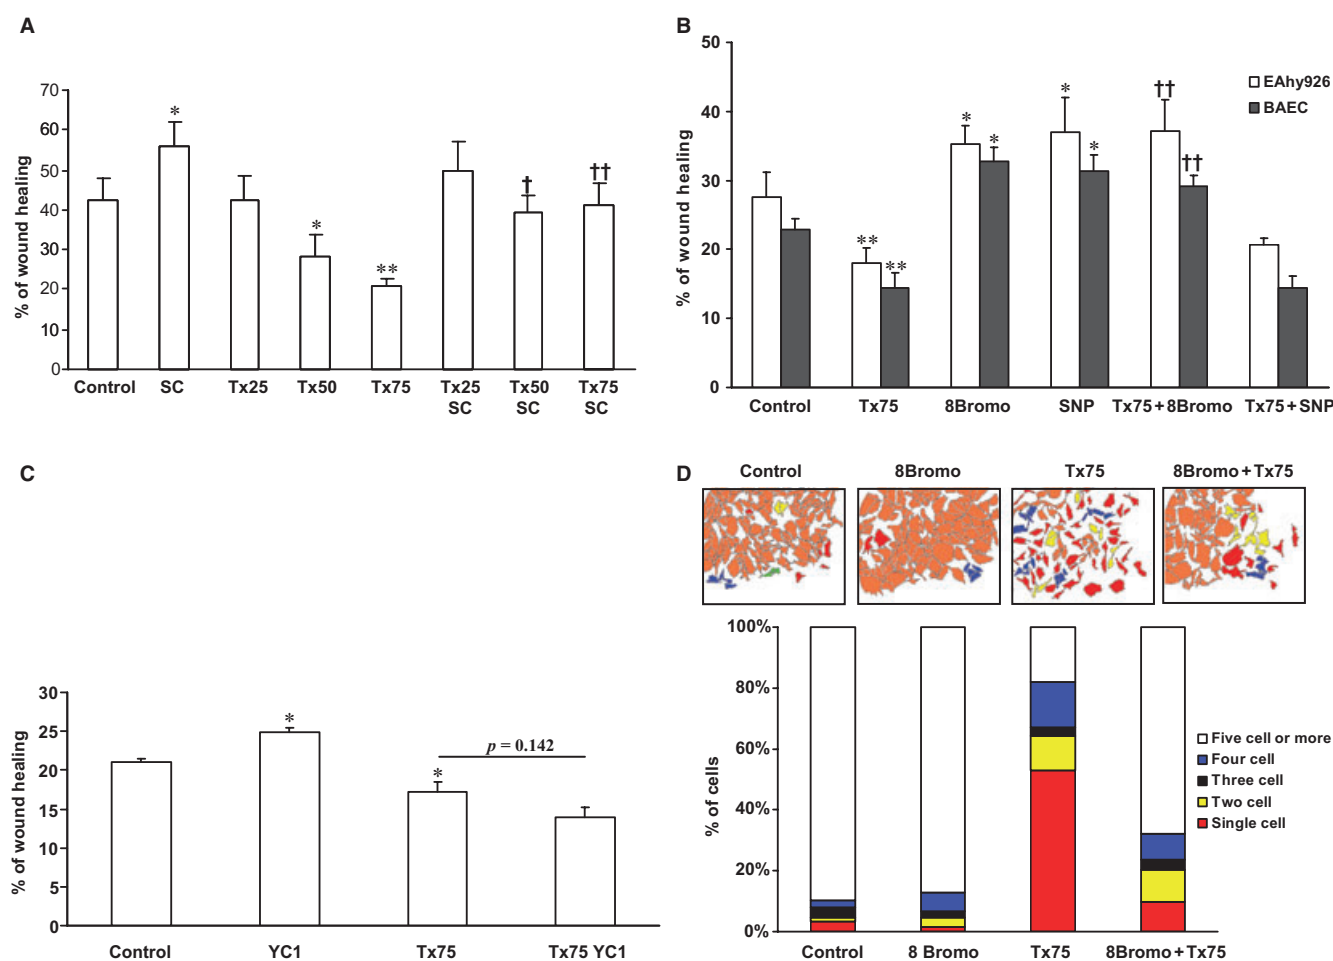 A
% of wound healing
70
60
50
40
30
20
10
0
*
*
**
†
††
Control SC Tx25 Tx50 Tx75 Tx25 Tx50 Tx75
SC SC SC
B
% of wound healing
50
40
30
20
10
0
EAhy926
BAEC
**
**
*
*
*
*
††
††
Control Tx75 8Bromo SNP Tx75+8Bromo Tx75+SNP
C
% of wound healing
30
25
20
15
10
5
0
*
*
p = 0.142
Control YC1 Tx75 Tx75 YC1
D
Control 8Bromo Tx75 8Bromo+Tx75
% of cells
100%
80%
60%
40%
20%
0%
Five cell or more
Four cell
Three cell
Two cell
Single cell
Control 8 Bromo Tx75 8Bromo+Tx75